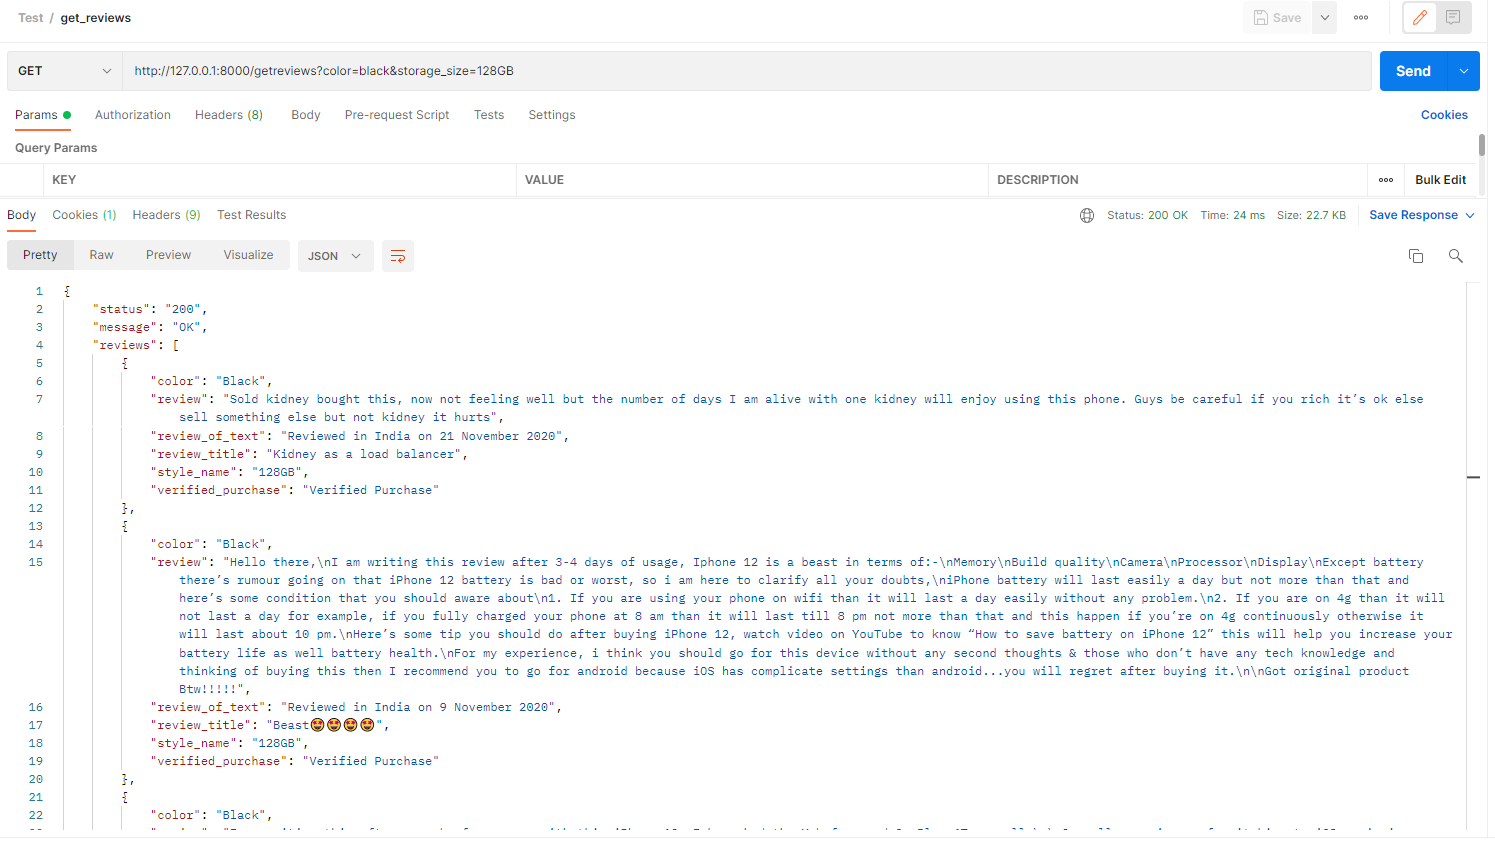 Test / get_reviews
Save
GET http://127.0.0.1:8000/getreviews?color=black&storage_size=128GB Send
Params Authorization Headers (8) Body Pre-request Script Tests Settings Cookies
Query Params
KEY VALUE DESCRIPTION Bulk Edit
Body Cookies (1) Headers (9) Test Results Status: 200 OK Time: 24 ms Size: 22.7 KB Save Response
Pretty Raw Preview Visualize JSON
1 {
2 "status": "200",
3 "message": "OK",
4 "reviews": [
5 {
6 "color": "Black",
7 "review": "Sold kidney bought this, now not feeling well but the number of days I am alive with one kidney will enjoy using this phone. Guys be careful if you rich it’s ok else
sell something else but not kidney it hurts",
8 "review_of_text": "Reviewed in India on 21 November 2020",
9 "review_title": "Kidney as a load balancer",
10 "style_name": "128GB",
11 "verified_purchase": "Verified Purchase"
12 },
13 {
14 "color": "Black",
15 "review": "Hello there,\nI am writing this review after 3-4 days of usage, Iphone 12 is a beast in terms of:-\nMemory\nBuild quality\nCamera\nProcessor\nDisplay\nExcept battery
there’s rumour going on that iPhone 12 battery is bad or worst, so i am here to clarify all your doubts,\niPhone battery will last easily a day but not more than that and
here’s some condition that you should aware about\n1. If you are using your phone on wifi than it will last a day easily without any problem.\n2. If you are on 4g than it will
not last a day for example, if you fully charged your phone at 8 am than it will last till 8 pm not more than that and this happen if you’re on 4g continuously otherwise it
will last about 10 pm.\nHere’s some tip you should do after buying iPhone 12, watch video on YouTube to know “How to save battery on iPhone 12” this will help you increase your
battery life as well battery health.\nFor my experience, i think you should go for this device without any second thoughts & those who don’t have any tech knowledge and
thinking of buying this then I recommend you to go for android because iOS has complicate settings than android...you will regret after buying it.\n\nGot original product
Btw!!!!!",
16 "review_of_text": "Reviewed in India on 9 November 2020",
17 "review_title": "Beast🤩🤩🤩🤩",
18 "style_name": "128GB",
19 "verified_purchase": "Verified Purchase"
20 },
21 {
22 "color": "Black",